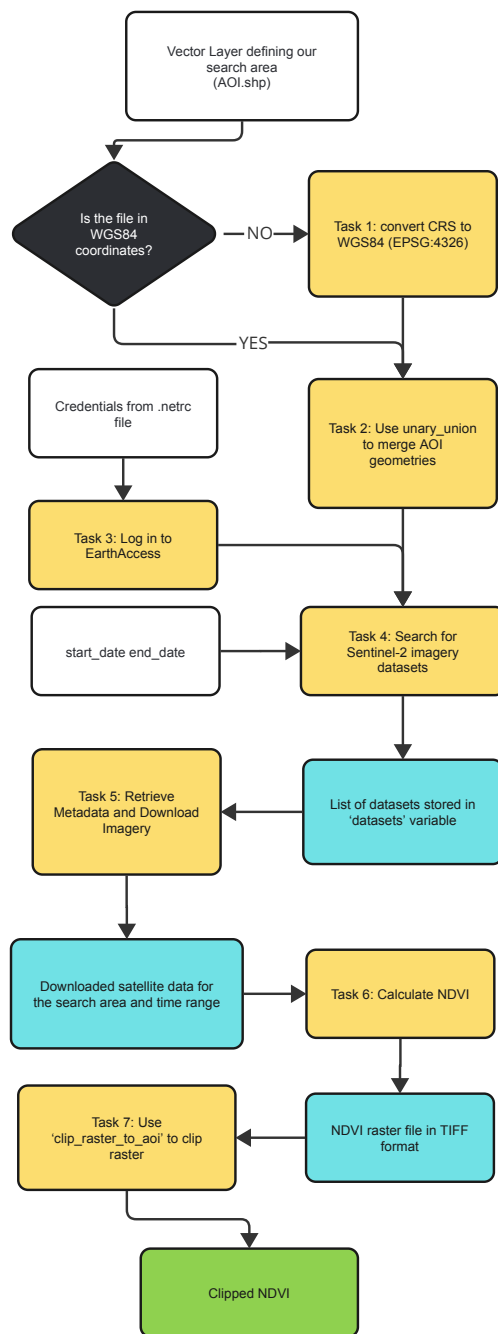 Vector Layer defining our
search area
(AOI.shp)
Is the file in
WGS84
coordinates?
NO
Task 1: convert CRS to
WGS84 (EPSG:4326)
YES
Credentials from .netrc
file
Task 2: Use unary_union
to merge AOI
geometries
Task 3: Log in to
EarthAccess
start_date end_date
Task 4: Search for
Sentinel-2 imagery
datasets
Task 5: Retrieve
Metadata and Download
Imagery
List of datasets stored in
‘datasets’ variable
Downloaded satellite data for
the search area and time range
Task 6: Calculate NDVI
Task 7: Use
‘clip_raster_to_aoi’ to clip
raster
NDVI raster file in TIFF
format
Clipped NDVI